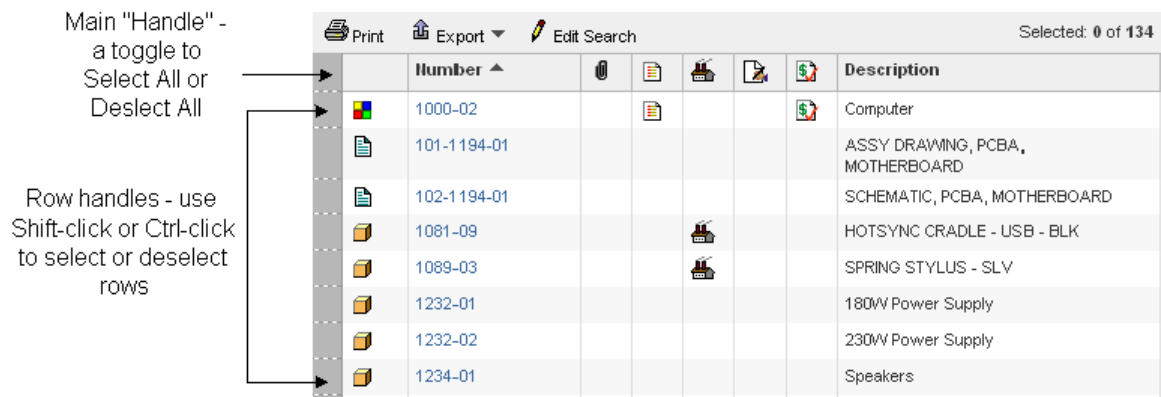 Main "Handle" -
a toggle to
Select All or
Deslect All
Row handles - use
Shift-click or Ctrl-click
to select or deselect
rows
Print Export Edit Search Selected: 0 of 134
Number Description
1000-02 Computer
101-1194-01 ASSY DRAWING, PCBA,
MOTHERBOARD
102-1194-01 SCHEMATIC, PCBA, MOTHERBOARD
1081-09 HOTSYNC CRADLE - USB - BLK
1089-03 SPRING STYLUS - SLV
1232-01 180W Power Supply
1232-02 230W Power Supply
1234-01 Speakers